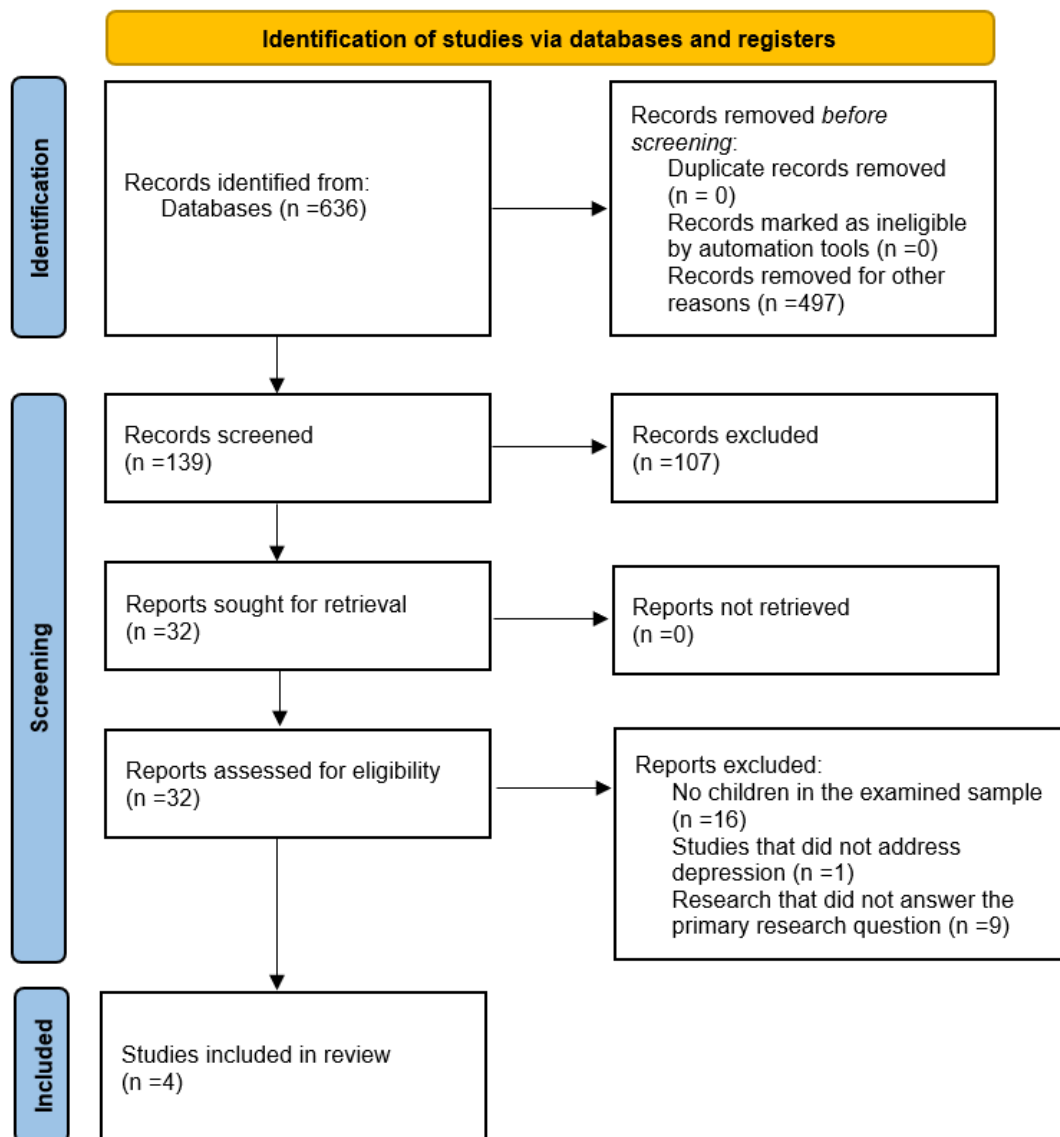 Identification of studies via databases and registers
Identification
Records identified from:
Databases (n =636)
Records removed before
screening:
Duplicate records removed
(n = 0)
Records marked as ineligible
by automation tools (n =0)
Records removed for other
reasons (n =497)
Screening
Records screened
(n =139)
Records excluded
(n =107)
Reports sought for retrieval
(n =32)
Reports not retrieved
(n =0)
Reports assessed for eligibility
(n =32)
Reports excluded:
No children in the examined sample
(n =16)
Studies that did not address
depression (n =1)
Research that did not answer the
primary research question (n =9)
Included
Studies included in review
(n =4)